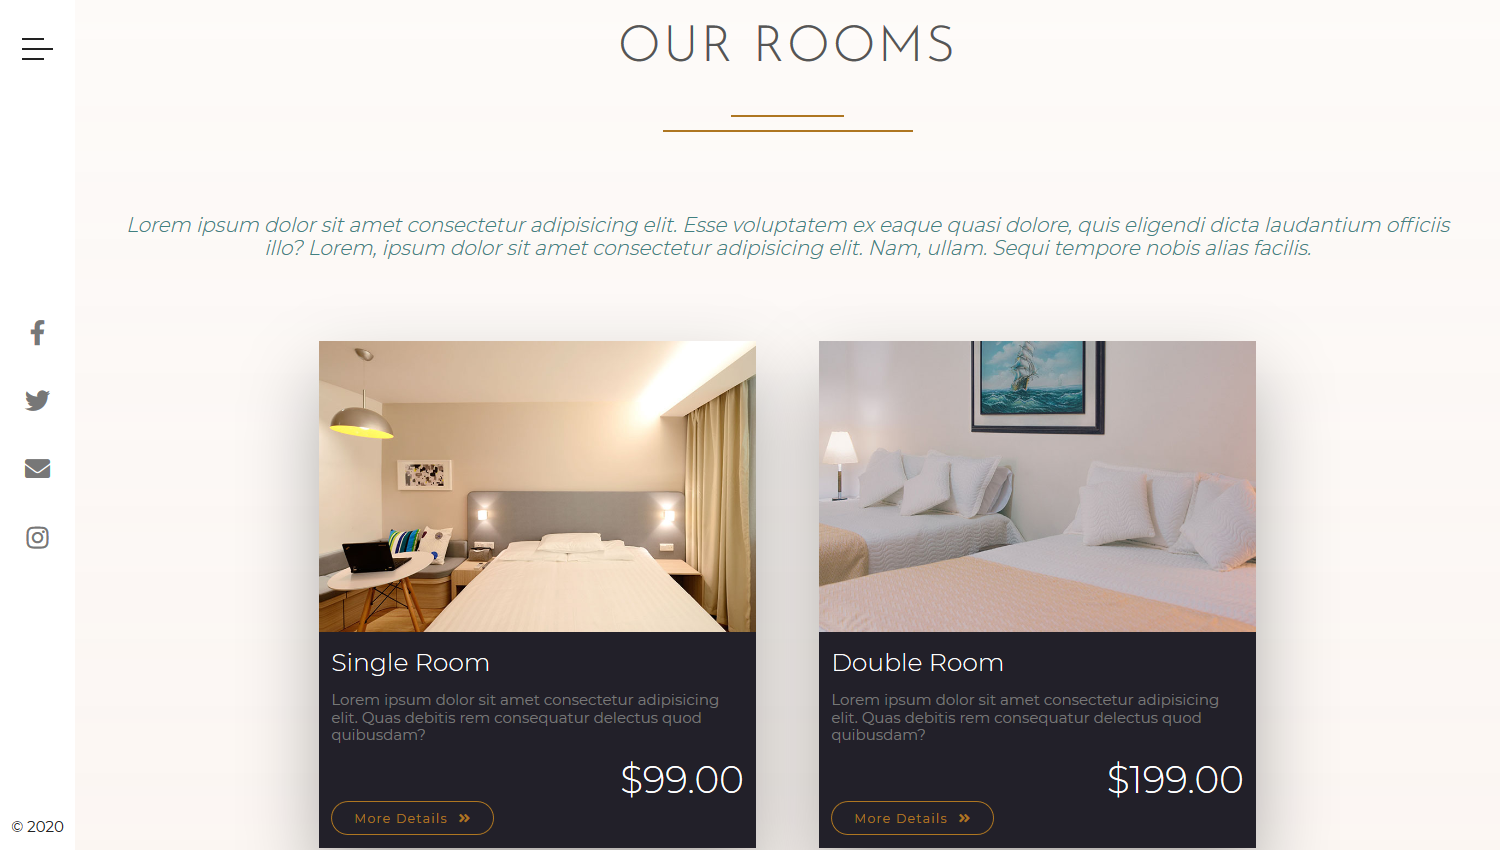 OUR ROOMS
Lorem ipsum dolor sit amet consectetur adipisicing elit. Esse voluptatem ex eaque quasi dolore, quis eligendi dicta laudantium officiis
illo? Lorem, ipsum dolor sit amet consectetur adipisicing elit. Nam, ullam. Sequi tempore nobis alias facilis.
Single Room
Lorem ipsum dolor sit amet consectetur adipisicing
elit. Quas debitis rem consequatur delectus quod
quibusdam?
$99.00
More Details »
Double Room
Lorem ipsum dolor sit amet consectetur adipisicing
elit. Quas debitis rem consequatur delectus quod
quibusdam?
$199.00
More Details »
© 2020